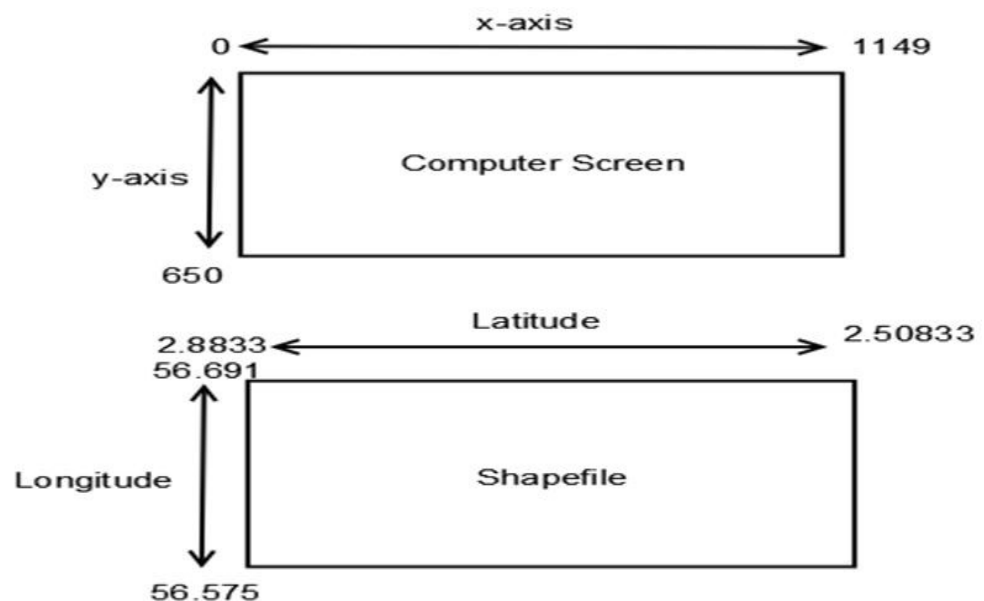 x-axis
0
1149
y-axis
Computer Screen
650
Latitude
2.8833
2.50833
56.691
Longitude
Shapefile
56.575